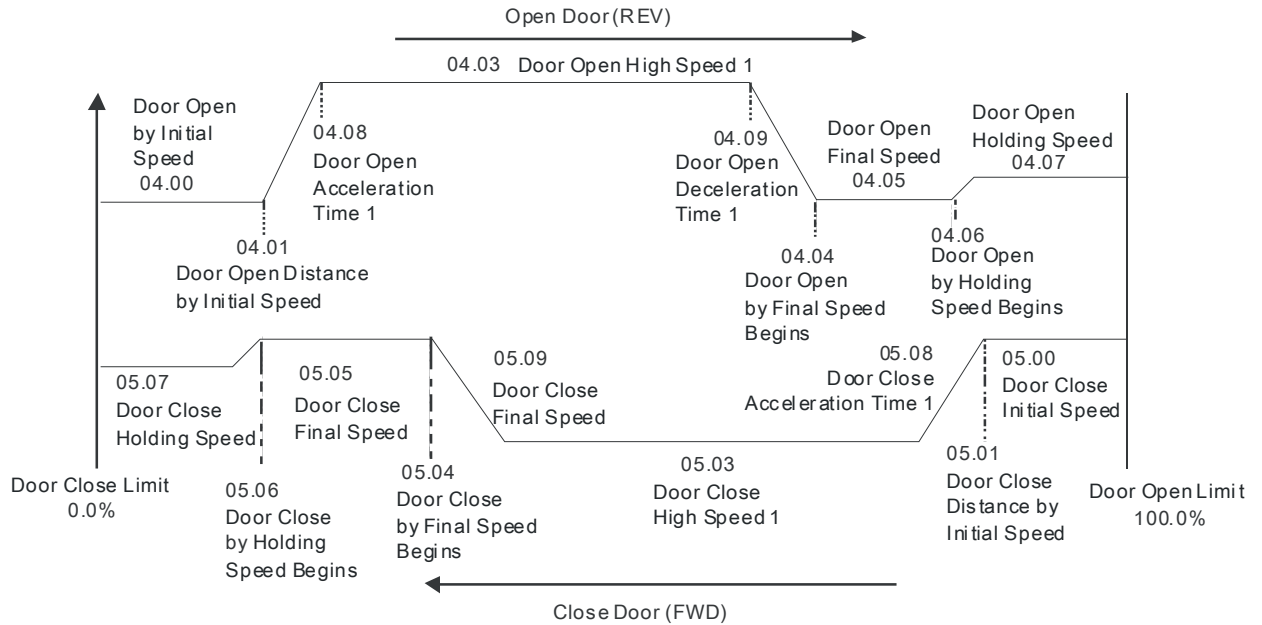 Open Door (REV)
04.03 Door Open High Speed 1
Door Open
by Initial
Speed
04.00
04.08
Door Open
Acceleration
Time 1
04.09
Door Open
Deceleration
Time 1
Door Open
Final Speed
04.05
Door Open
Holding Speed
04.07
04.01
Door Open Distance
by Initial Speed
04.04
Door Open
by Final Speed
Begins
04.06
Door Open
by Holding
Speed Begins
05.07
Door Close
Holding Speed
05.05
Door Close
Final Speed
05.09
Door Close
Final Speed
05.08
Door Close
Acceleration Time 1
05.00
Door Close
Initial Speed
Door Close Limit
0.0%
05.06
Door Close
by Holding
Speed Begins
05.04
Door Close
by Final Speed
Begins
05.03
Door Close
High Speed 1
05.01
Door Close
Distance by
Initial Speed
Door Open Limit
100.0%
Close Door (FWD)